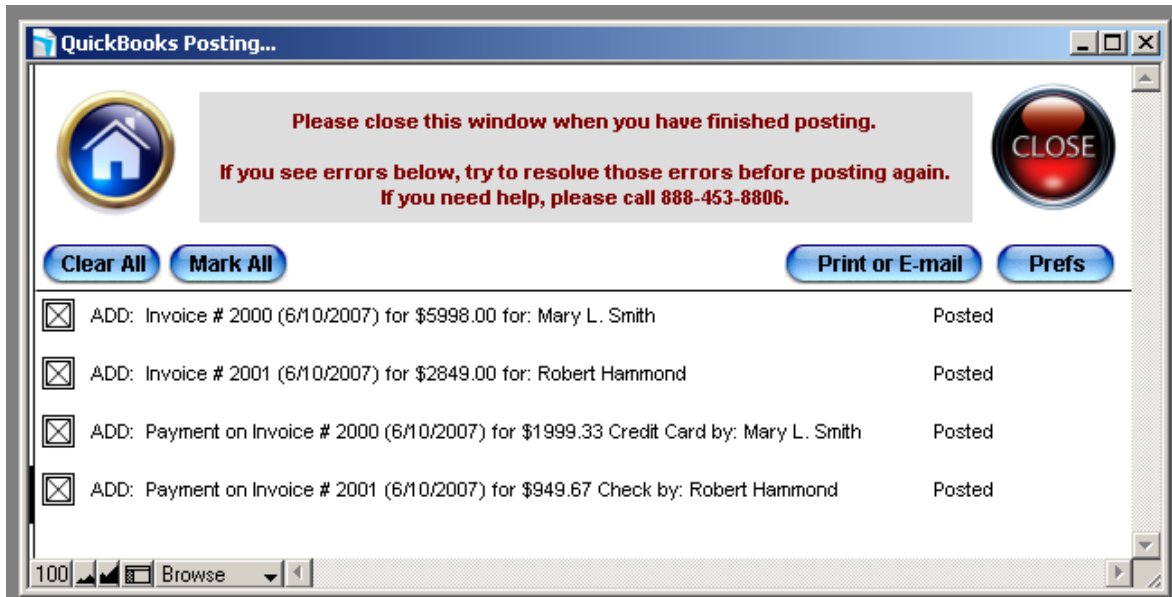 QuickBooks Posting...
Please close this window when you have finished posting.
If you see errors below, try to resolve those errors before posting again.
If you need help, please call 888-453-8806.
CLOSE
Clear All Mark All Print or E-mail Prefs
ADD: Invoice # 2000 (6/10/2007) for $5998.00 for: Mary L. Smith Posted
ADD: Invoice # 2001 (6/10/2007) for $2849.00 for: Robert Hammond Posted
ADD: Payment on Invoice # 2000 (6/10/2007) for $1999.33 Credit Card by: Mary L. Smith Posted
ADD: Payment on Invoice # 2001 (6/10/2007) for $949.67 Check by: Robert Hammond Posted
100 Browse